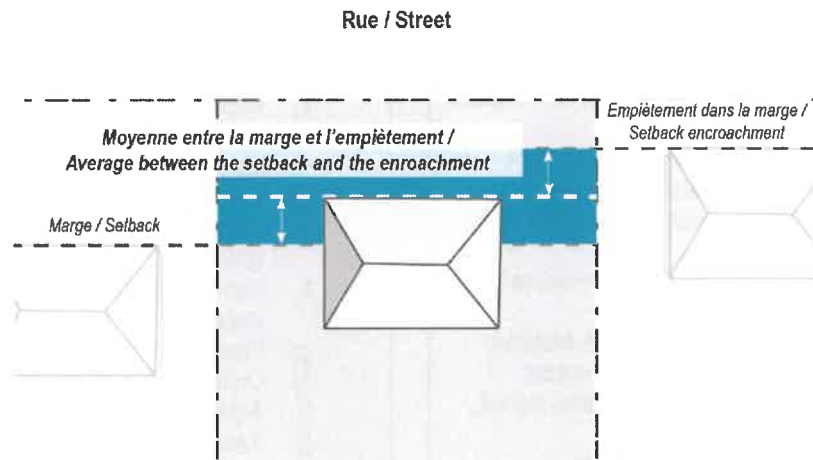 Rue / Street
Empiètement dans la marge /
Setback encroachment
Moyenne entre la marge et l'empiètement /
Average between the setback and the enroachment
Marge / Setback